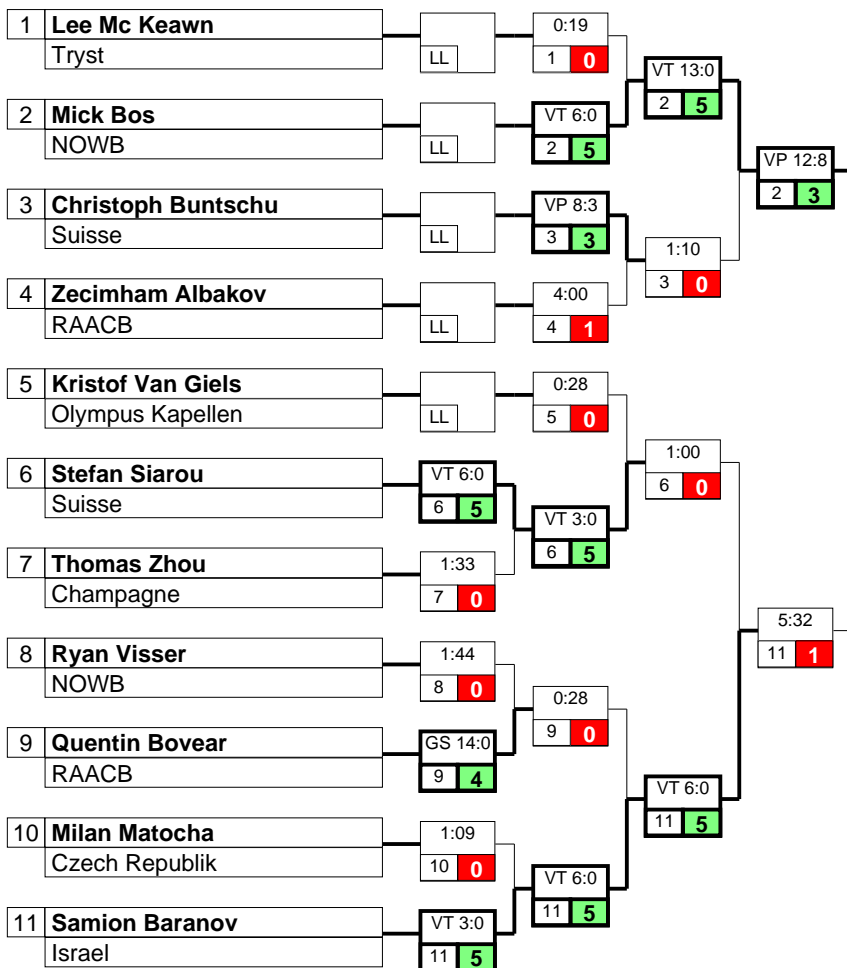 1 Lee Mc Keawn
Tryst
LL
0:19
1 0
VT 13:0
2 5
2 Mick Bos
NOWB
LL
VT 6:0
2 5
VP 12:8
2 3
3 Christoph Buntschu
Suisse
LL
VP 8:3
3 3
1:10
3 0
4 Zecimham Albakov
RAACB
LL
4:00
4 1
5 Kristof Van Giels
Olympus Kapellen
LL
0:28
5 0
1:00
6 0
6 Stefan Siarou
Suisse
VT 6:0
6 5
VT 3:0
6 5
7 Thomas Zhou
Champagne
1:33
7 0
5:32
11 1
8 Ryan Visser
NOWB
1:44
8 0
0:28
9 0
9 Quentin Bovear
RAACB
GS 14:0
9 4
VT 6:0
11 5
10 Milan Matocha
Czech Republik
1:09
10 0
VT 6:0
11 5
11 Samion Baranov
Israel
VT 3:0
11 5